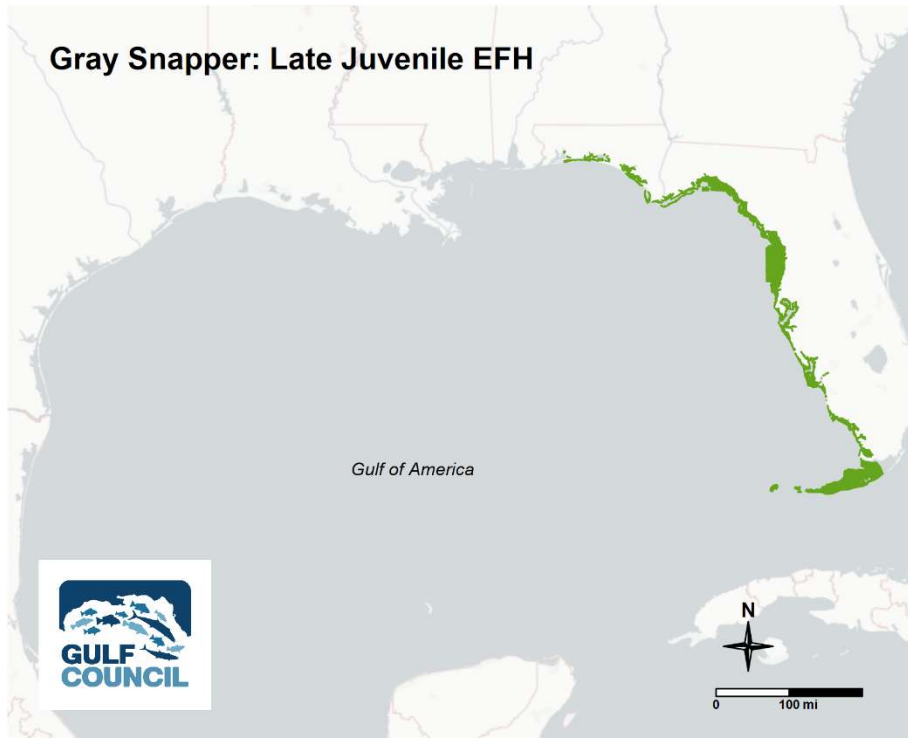 Gray Snapper: Late Juvenile EFH
Gulf of America
GULF
COUNCIL
N
0 100 mi